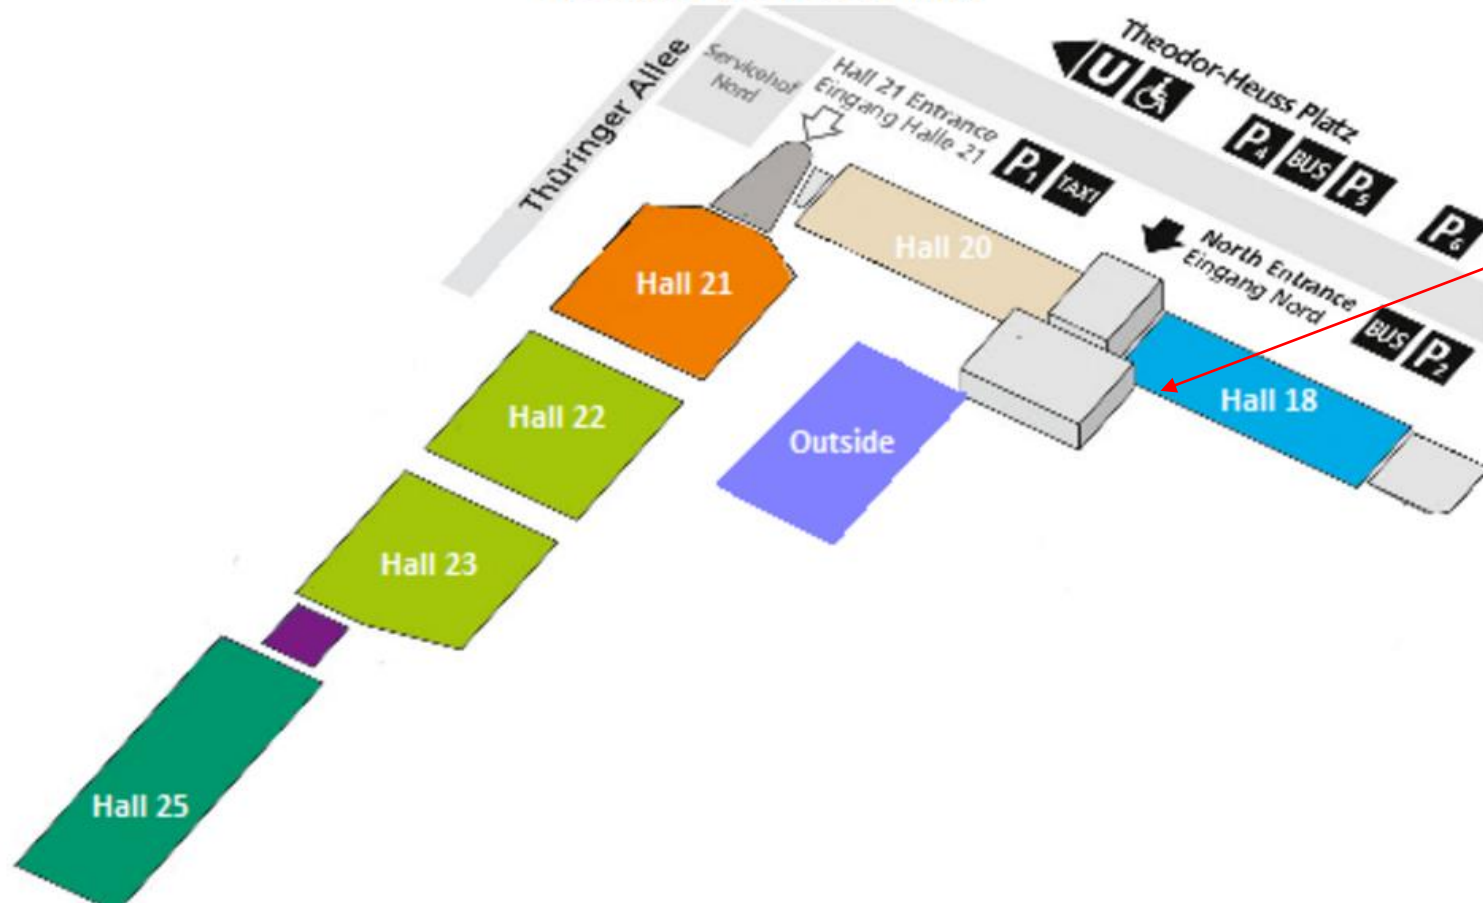 Theodor-Heuss Platz
U
P4 BUS P5
P6
Thüringer Allee
Servicehof
Nord
Hall 21 Entrance
Eingang Halle 21
P1 TAXI
North Entrance
Eingang Nord
BUS P2
Hall 20
Hall 21
Hall 18
Hall 22
Outside
Hall 23
Hall 25